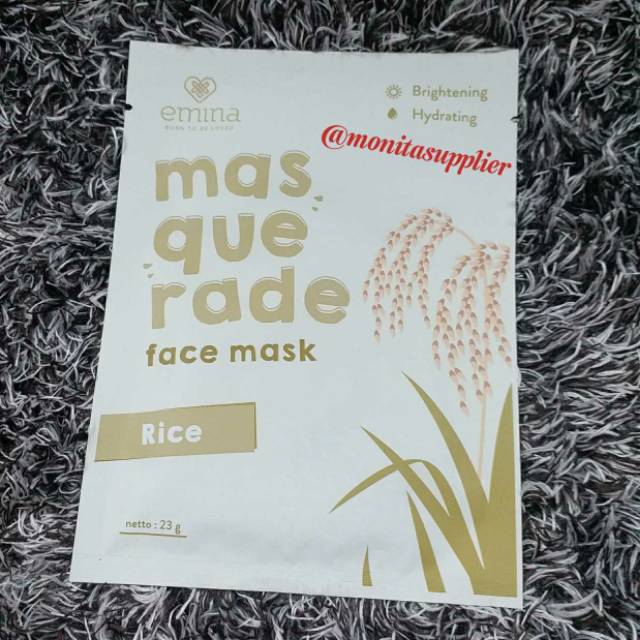 emina
BORN TO BE LOVED
Brightening
Hydrating
@monitasupplier
mas
que
rade
face mask
Rice
netto : 23 g